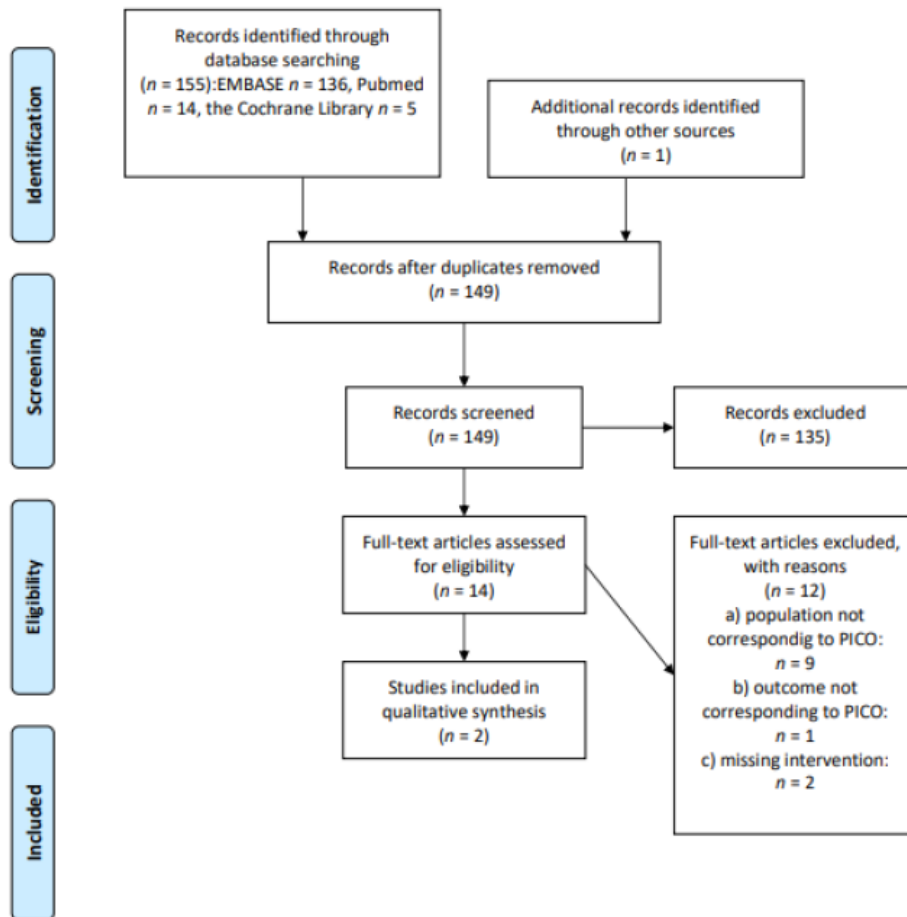 Identification
Records identified through
database searching
(n = 155):EMBASE n = 136, Pubmed
n = 14, the Cochrane Library n = 5
Additional records identified
through other sources
(n = 1)
Records after duplicates removed
(n = 149)
Screening
Records screened
(n = 149)
Records excluded
(n = 135)
Eligibility
Full-text articles assessed
for eligibility
(n = 14)
Full-text articles excluded,
with reasons
(n = 12)
a) population not
correspondig to PICO:
n = 9
b) outcome not
corresponding to PICO:
n = 1
c) missing intervention:
n = 2
Studies included in
qualitative synthesis
(n = 2)
Included